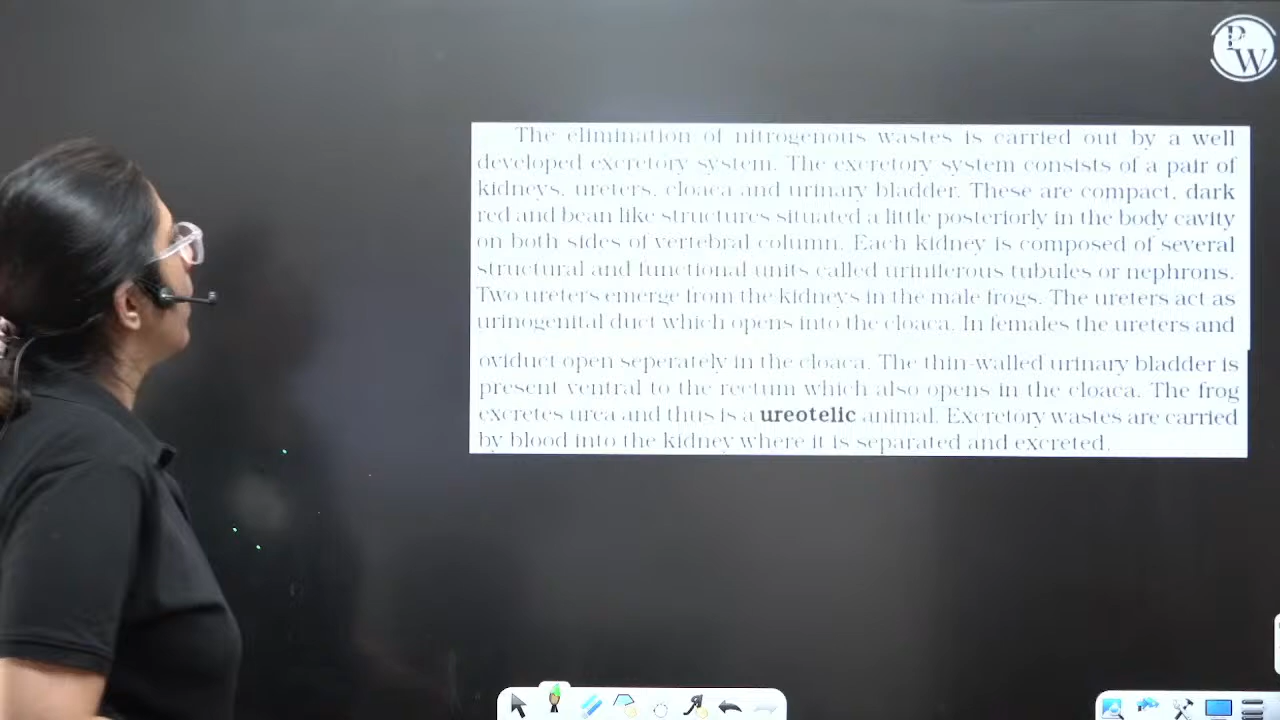 PW
The elimination of nitrogenous wastes is carried out by a well
developed excretory system. The excretory system consists of a pair of
kidneys, ureters, cloaca and urinary bladder. These are compact, dark
red and bean like structures situated a little posteriorly in the body cavity
on both sides of vertebral column. Each kidney is composed of several
structural and functional units called uriniferous tubules or nephrons.
Two ureters emerge from the kidneys in the male frogs. The ureters act as
urinogenital duct which opens into the cloaca. In females the ureters and
oviduct open seperately in the cloaca. The thin-walled urinary bladder is
present ventral to the rectum which also opens in the cloaca. The frog
excretes urea and thus is a ureotelic animal. Excretory wastes are carried
by blood into the kidney where it is separated and excreted.